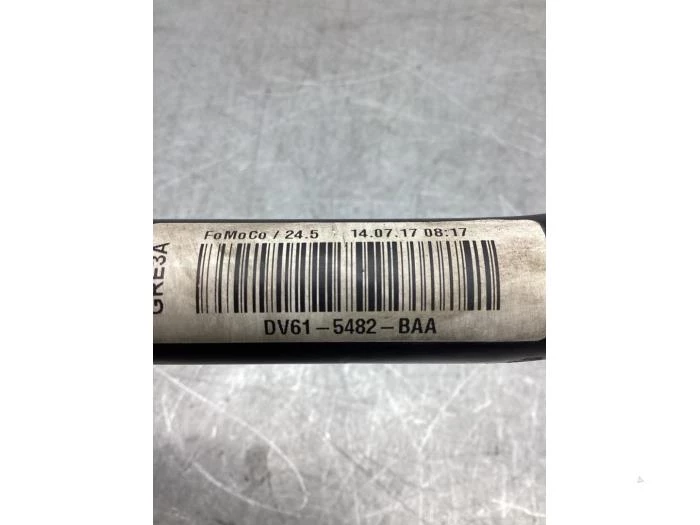 FoMoCo / 24.5 14.07.17 08:17
GRE3A
DV61-5482-BAA